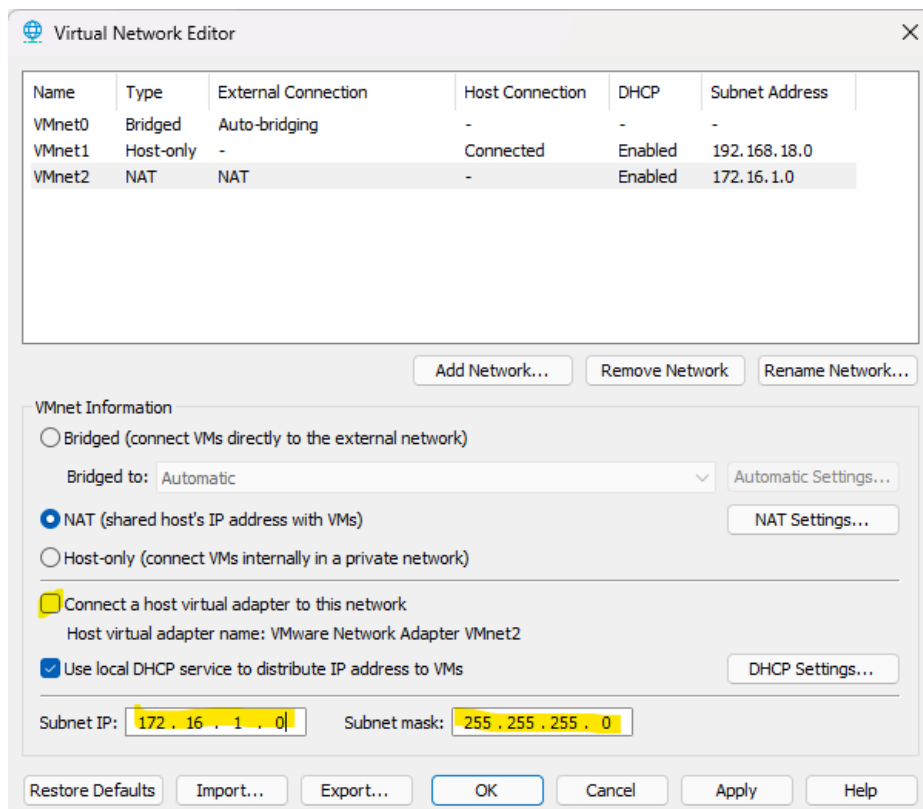 Virtual Network Editor
Name Type External Connection Host Connection DHCP Subnet Address
VMnet0 Bridged Auto-bridging - - -
VMnet1 Host-only - Connected Enabled 192.168.18.0
VMnet2 NAT NAT - Enabled 172.16.1.0
Add Network... Remove Network Rename Network...
VMnet Information
Bridged (connect VMs directly to the external network)
Bridged to: Automatic Automatic Settings...
NAT (shared host's IP address with VMs) NAT Settings...
Host-only (connect VMs internally in a private network)
Connect a host virtual adapter to this network
Host virtual adapter name: VMware Network Adapter VMnet2
Use local DHCP service to distribute IP address to VMs DHCP Settings...
Subnet IP: 172 . 16 . 1 . 0 Subnet mask: 255 . 255 . 255 . 0
Restore Defaults Import... Export... OK Cancel Apply Help